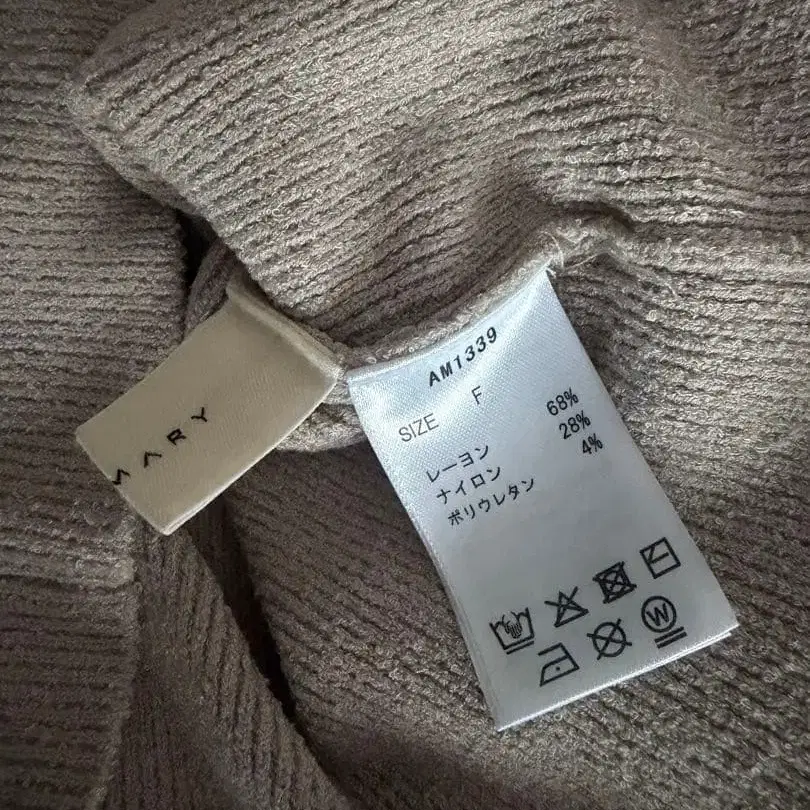 MARY
AM1339
SIZE F
レーヨン 68%
ナイロン 28%
ポリウレタン 4%
W